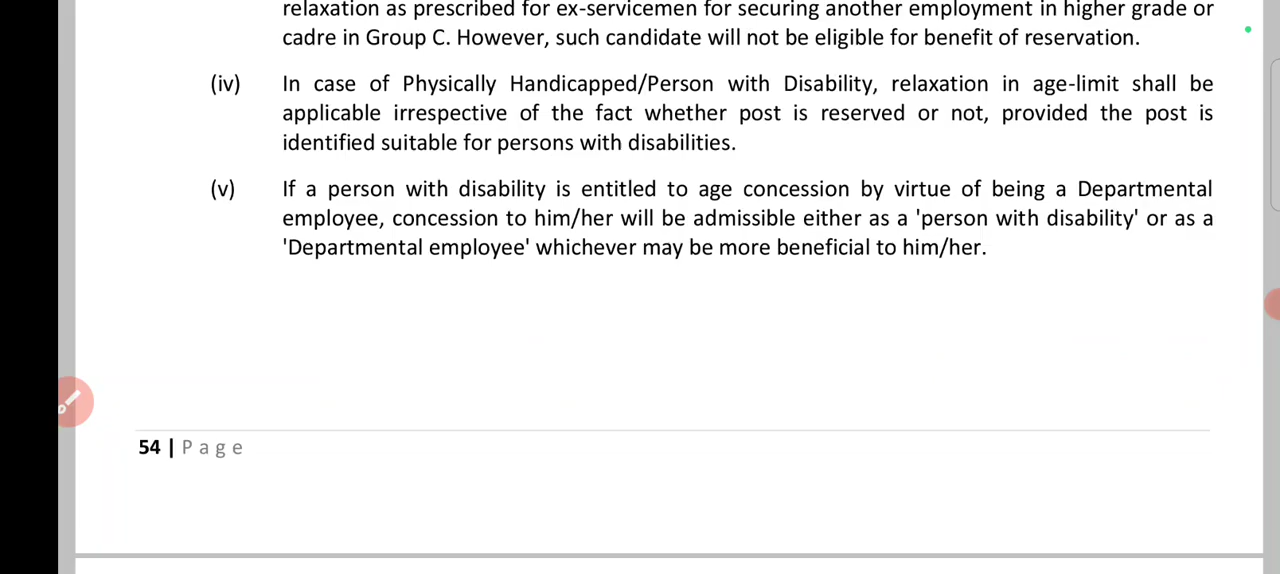 relaxation as prescribed for ex-servicemen for securing another employment in higher grade or
cadre in Group C. However, such candidate will not be eligible for benefit of reservation.
(iv) In case of Physically Handicapped/Person with Disability, relaxation in age-limit shall be
applicable irrespective of the fact whether post is reserved or not, provided the post is
identified suitable for persons with disabilities.
(v) If a person with disability is entitled to age concession by virtue of being a Departmental
employee, concession to him/her will be admissible either as a 'person with disability' or as a
'Departmental employee' whichever may be more beneficial to him/her.
54 | Page